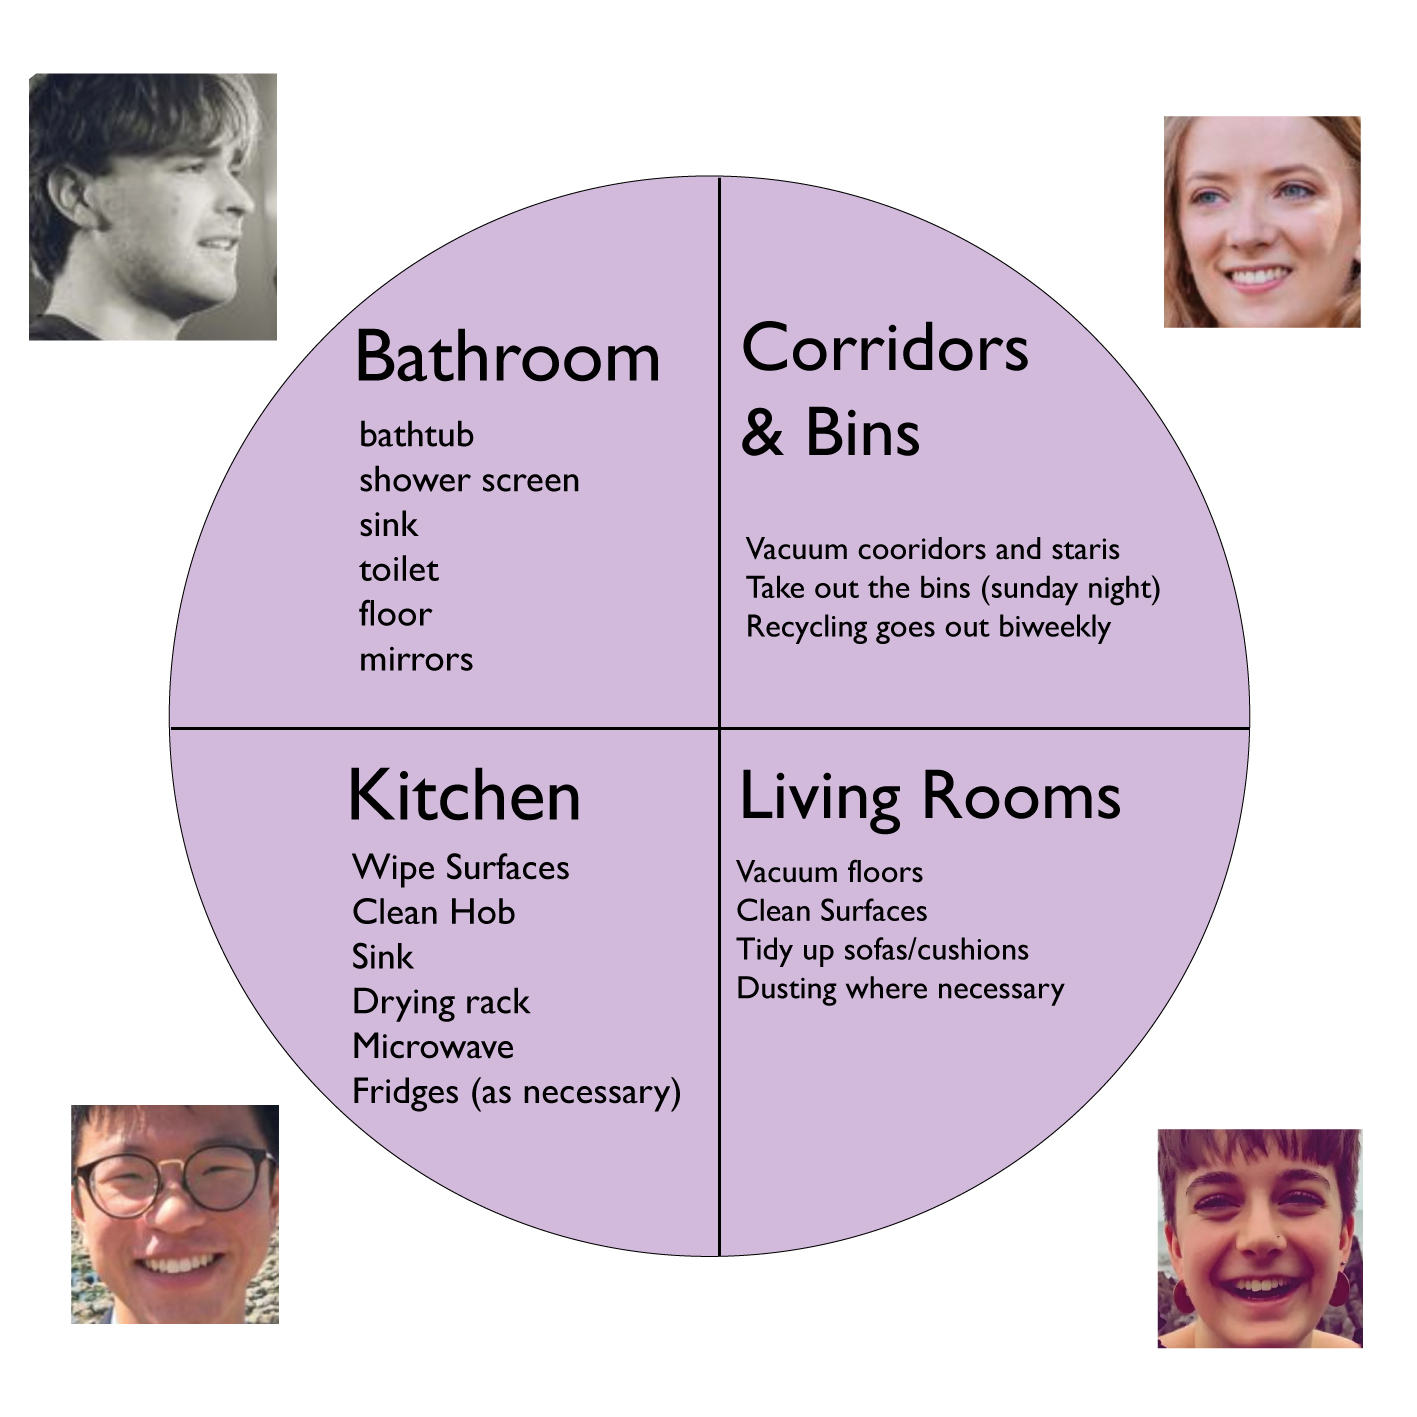 Bathroom
bathtub
shower screen
sink
toilet
floor
mirrors
Corridors
& Bins
Vacuum cooridors and staris
Take out the bins (sunday night)
Recycling goes out biweekly
Kitchen
Wipe Surfaces
Clean Hob
Sink
Drying rack
Microwave
Fridges (as necessary)
Living Rooms
Vacuum floors
Clean Surfaces
Tidy up sofas/cushions
Dusting where necessary